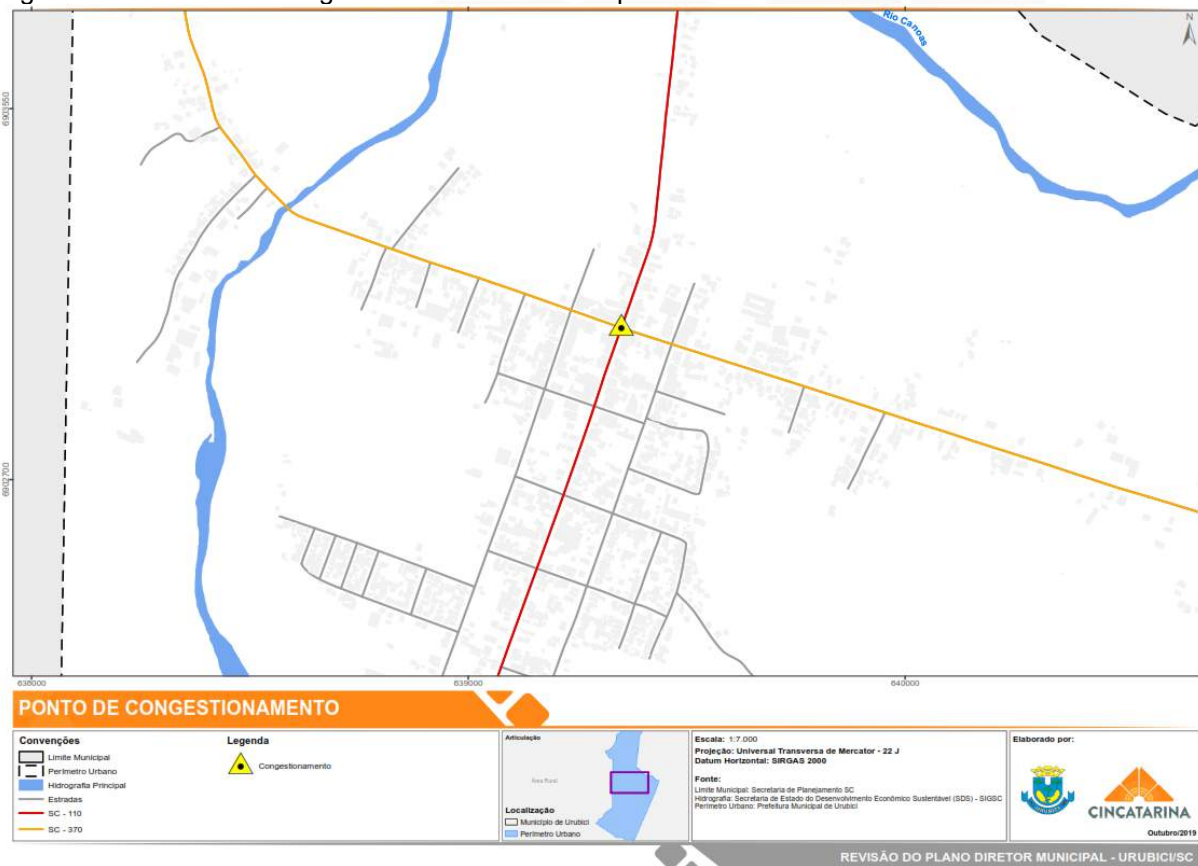 Rio Canoas
N
6903550
6902700
638000
639000
640000
PONTO DE CONGESTIONAMENTO
Convenções
Limite Municipal
Perímetro Urbano
Hidrografia Principal
Estradas
SC - 110
SC - 370
Legenda
Congestionamento
Articulação
Área Rural
Localização
Município de Urubici
Perímetro Urbano
Escala: 1:7.000
Projeção: Universal Transversa de Mercator - 22 J
Datum Horizontal: SIRGAS 2000
Fonte:
Limite Municipal: Secretaria de Planejamento SC
Hidrografia: Secretaria de Estado do Desenvolvimento Econômico Sustentável (SDS) - SIGSC
Perímetro Urbano: Prefeitura Municipal de Urubici
Elaborado por:
URUBICI
CINCATARINA
Outubro/2019
REVISÃO DO PLANO DIRETOR MUNICIPAL - URUBICI/SC